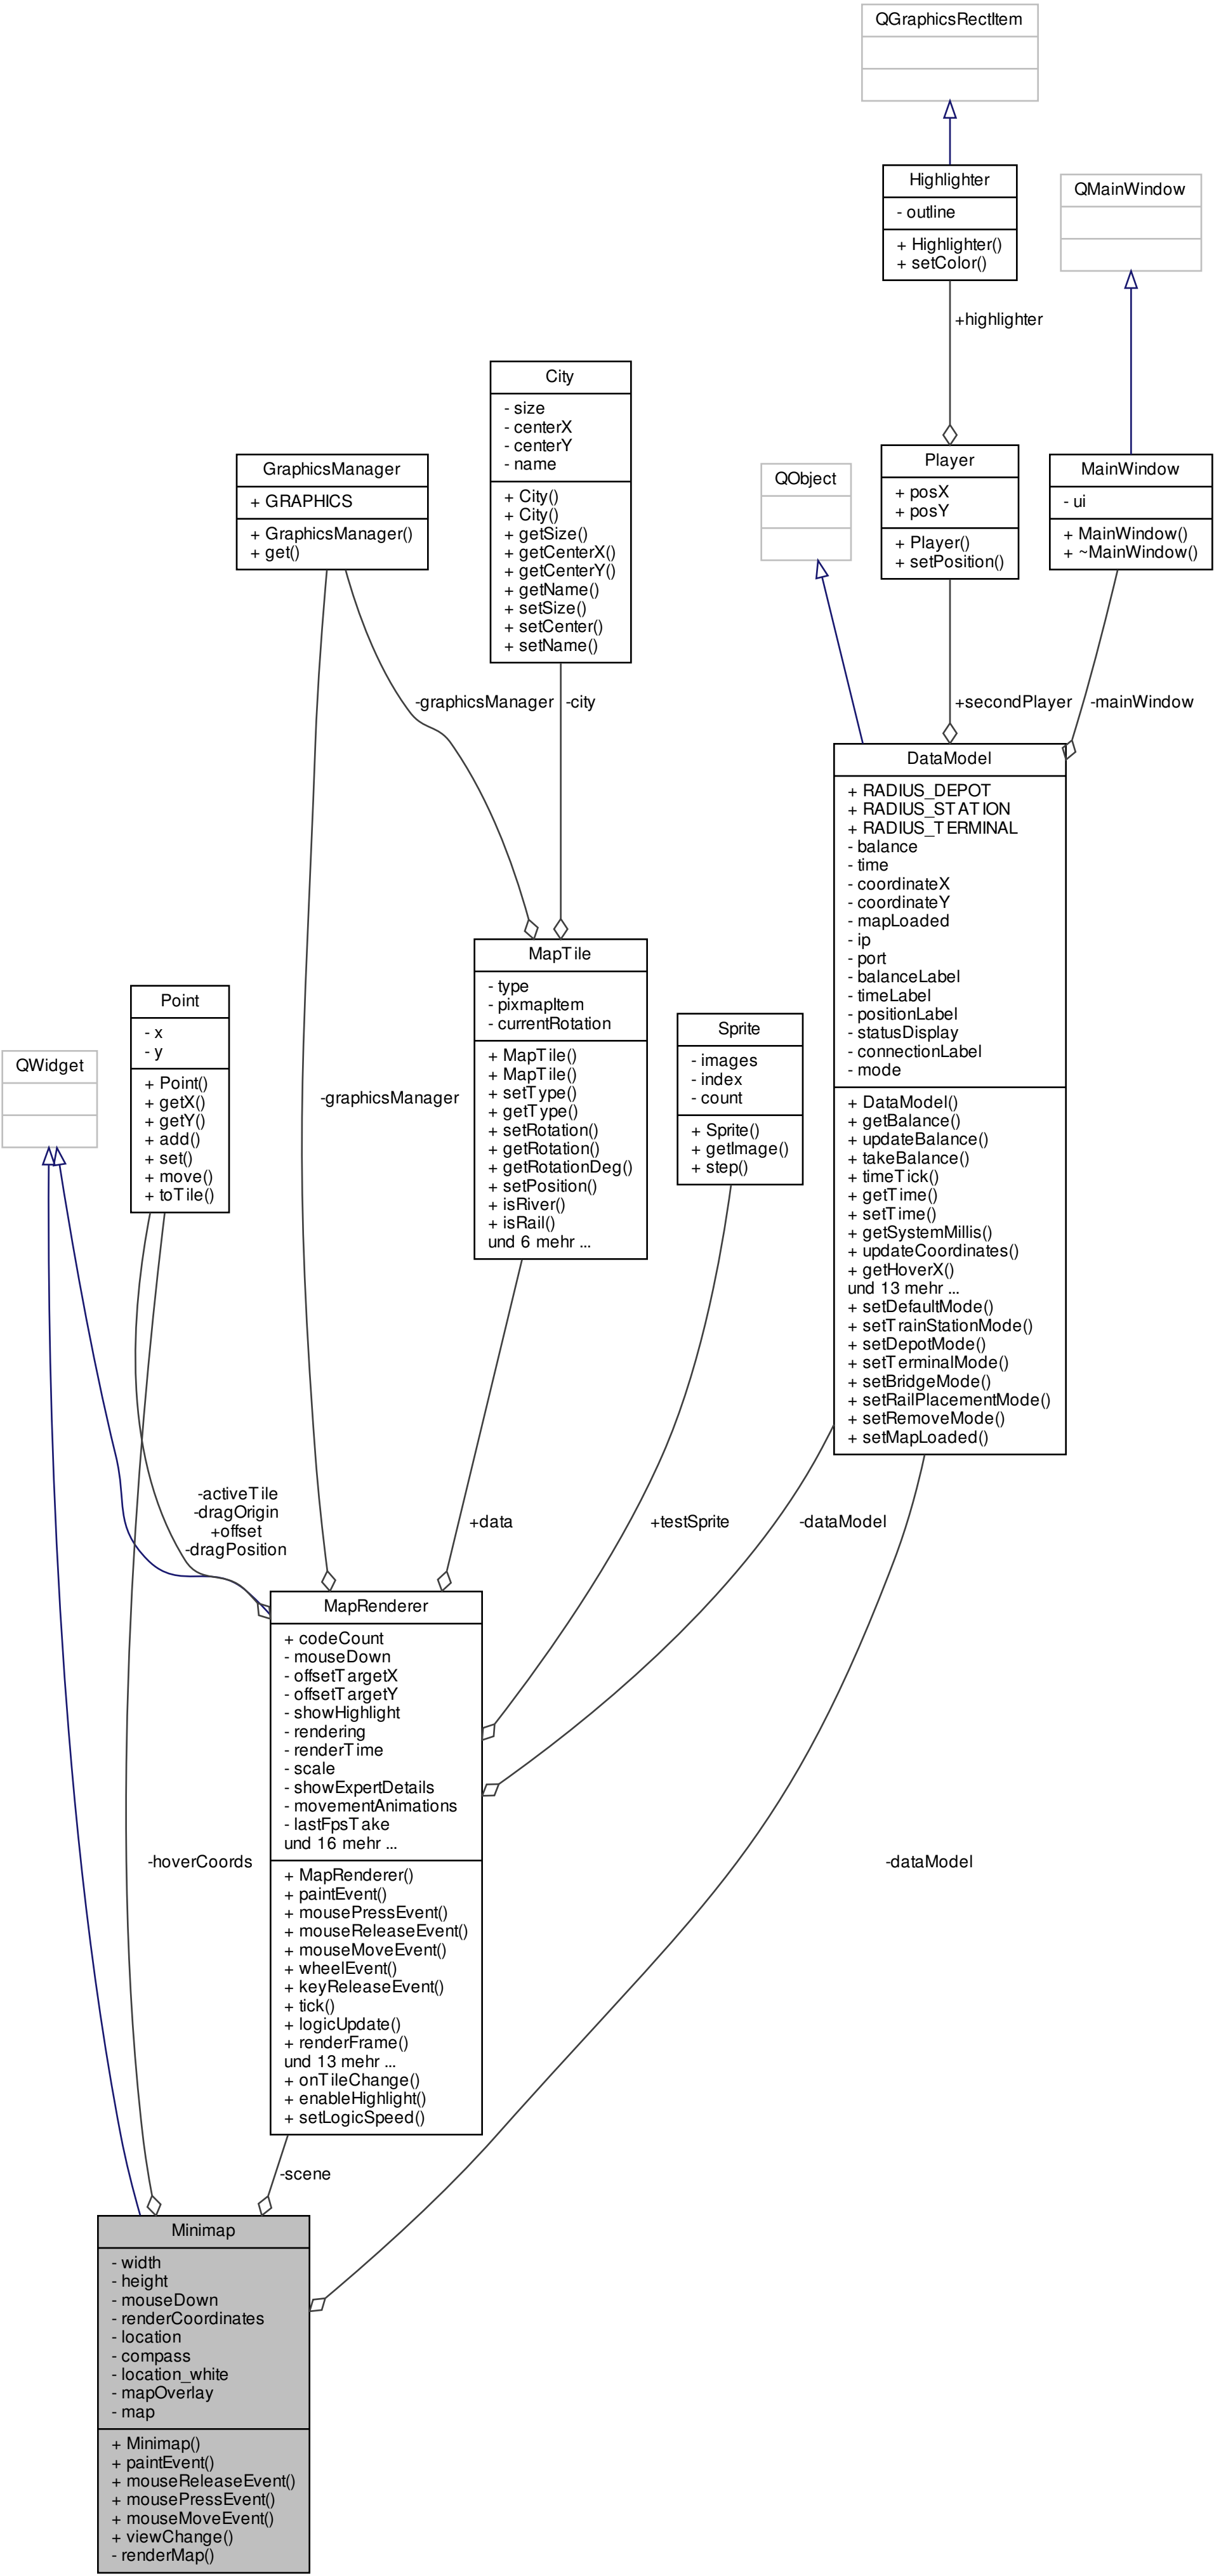 QGraphicsRectItem
Highlighter
- outline
+ Highlighter()
+ setColor()
QMainWindow
+highlighter
City
- size
- centerX
- centerY
- name
+ City()
+ City()
+ getSize()
+ getCenterX()
+ getCenterY()
+ getName()
+ setSize()
+ setCenter()
+ setName()
GraphicsManager
+ GRAPHICS
+ GraphicsManager()
+ get()
QObject
Player
+ posX
+ posY
+ Player()
+ setPosition()
MainWindow
- ui
+ MainWindow()
+ ~MainWindow()
-graphicsManager
-city
+secondPlayer
-mainWindow
DataModel
+ RADIUS_DEPOT
+ RADIUS_STATION
+ RADIUS_TERMINAL
- balance
- time
- coordinateX
- coordinateY
- mapLoaded
- ip
- port
- balanceLabel
- timeLabel
- positionLabel
- statusDisplay
- connectionLabel
- mode
+ DataModel()
+ getBalance()
+ updateBalance()
+ takeBalance()
+ timeTick()
+ getTime()
+ setTime()
+ getSystemMillis()
+ updateCoordinates()
+ getHoverX()
und 13 mehr ...
+ setDefaultMode()
+ setTrainStationMode()
+ setDepotMode()
+ setTerminalMode()
+ setBridgeMode()
+ setRailPlacementMode()
+ setRemoveMode()
+ setMapLoaded()
MapTile
- type
- pixmapItem
- currentRotation
+ MapTile()
+ MapTile()
+ setType()
+ getType()
+ setRotation()
+ getRotation()
+ getRotationDeg()
+ setPosition()
+ isRiver()
+ isRail()
und 6 mehr ...
Point
- x
- y
+ Point()
+ getX()
+ getY()
+ add()
+ set()
+ move()
+ toTile()
Sprite
- images
- index
- count
+ Sprite()
+ getImage()
+ step()
QWidget
-graphicsManager
-activeTile
-dragOrigin
+offset
-dragPosition
+data
+testSprite
-dataModel
MapRenderer
+ codeCount
- mouseDown
- offsetTargetX
- offsetTargetY
- showHighlight
- rendering
- renderTime
- scale
- showExpertDetails
- movementAnimations
- lastFpsTake
und 16 mehr ...
+ MapRenderer()
+ paintEvent()
+ mousePressEvent()
+ mouseReleaseEvent()
+ mouseMoveEvent()
+ wheelEvent()
+ keyReleaseEvent()
+ tick()
+ logicUpdate()
+ renderFrame()
und 13 mehr ...
+ onTileChange()
+ enableHighlight()
+ setLogicSpeed()
-hoverCoords
-dataModel
-scene
Minimap
- width
- height
- mouseDown
- renderCoordinates
- location
- compass
- location_white
- mapOverlay
- map
+ Minimap()
+ paintEvent()
+ mouseReleaseEvent()
+ mousePressEvent()
+ mouseMoveEvent()
+ viewChange()
- renderMap()